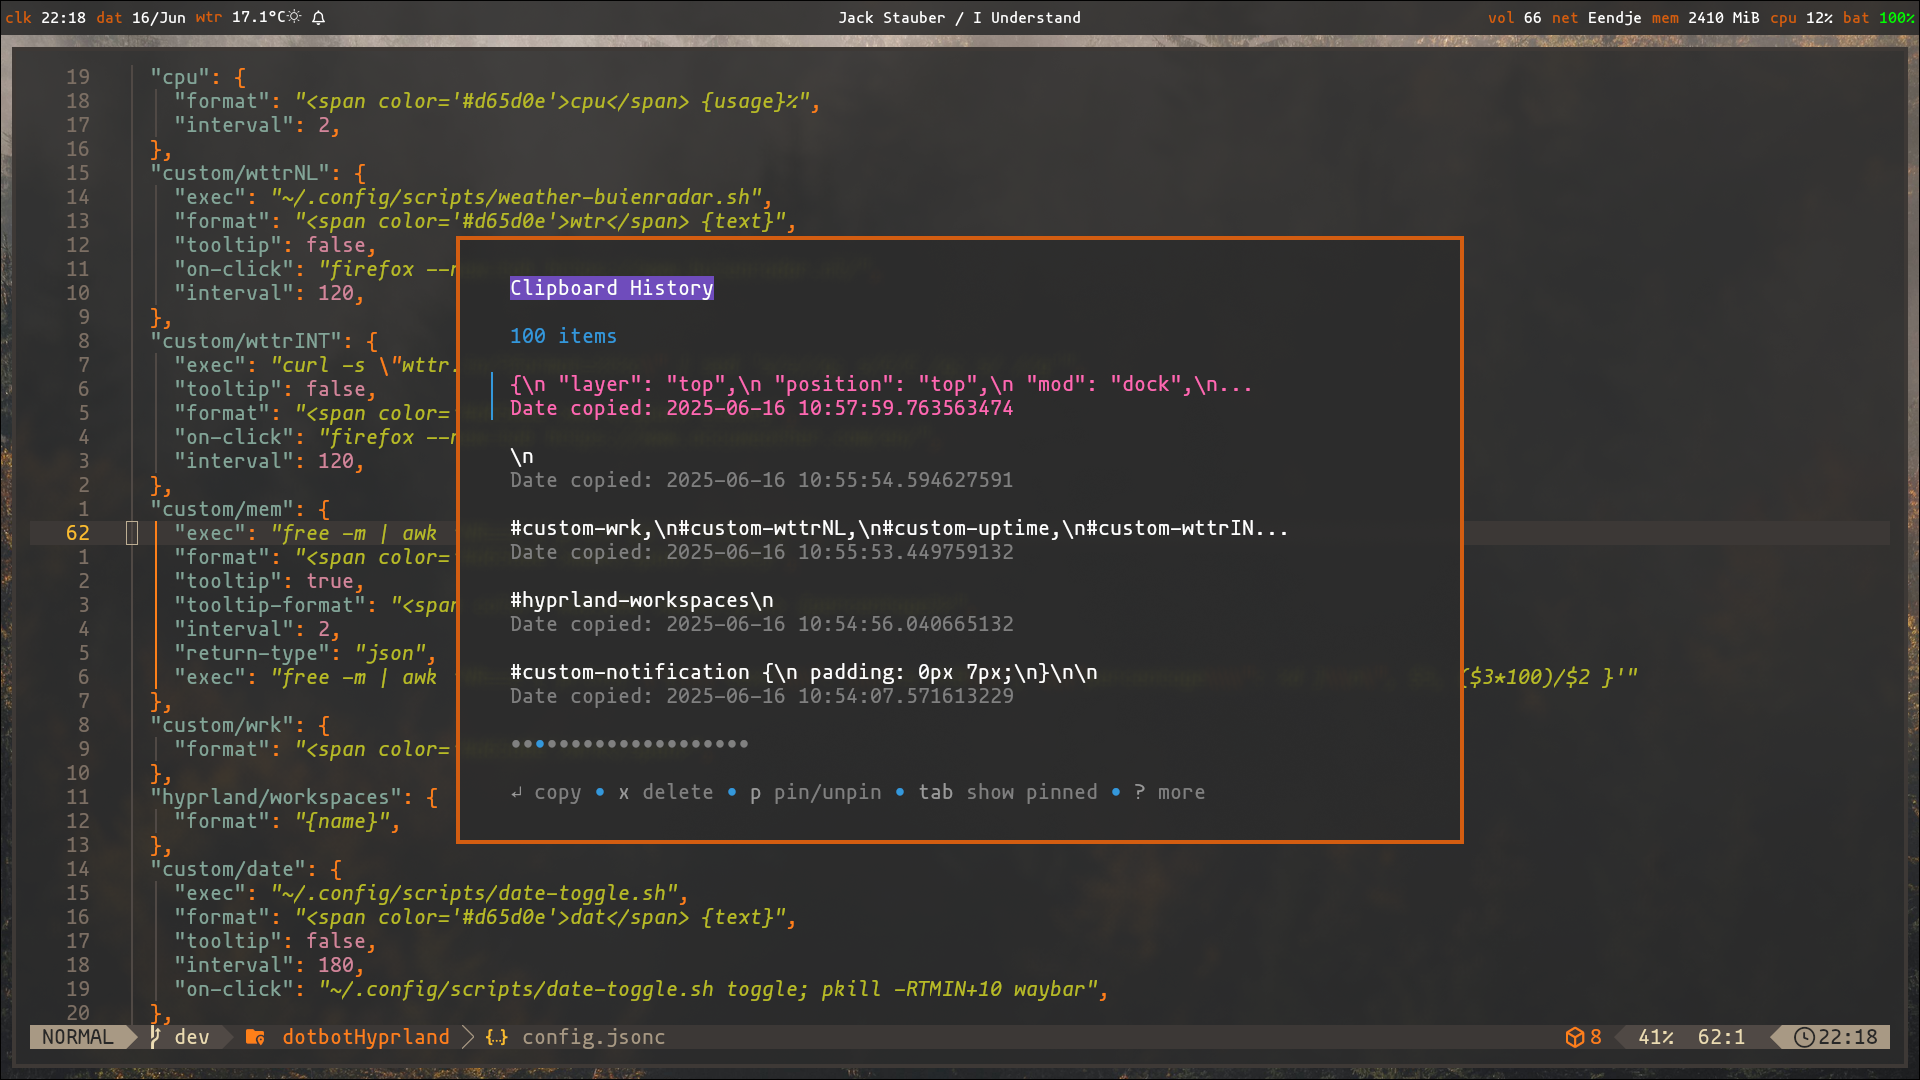 clk 22:18 dat 16/Jun wtr 17.1°C Jack Stauber / I Understand vol 66 net Eendje mem 2410 MiB cpu 12% bat 100%
19 "cpu": {
18 "format": "<span color='#d65d0e'>cpu</span> {usage}%",
17 "interval": 2,
16 },
15 "custom/wttrNL": {
14 "exec": "~/.config/scripts/weather-buienradar.sh",
13 "format": "<span color='#d65d0e'>wtr</span> {text}",
12 "tooltip": false,
11 "on-click": "firefox --n
10 "interval": 120,
9 },
8 "custom/wttrINT": {
7 "exec": "curl -s \"wttr.
6 "tooltip": false,
5 "format": "<span color='
4 "on-click": "firefox --n
3 "interval": 120,
2 },
1 "custom/mem": {
62 "exec": "free -m | awk
1 "format": "<span color='
2 "tooltip": true,
3 "tooltip-format": "<span
4 "interval": 2,
5 "return-type": "json",
6 "exec": "free -m | awk ($3*100)/$2 }'"
7 },
8 "custom/wrk": {
9 "format": "<span color='
10 },
11 "hyprland/workspaces": {
12 "format": "{name}",
13 },
14 "custom/date": {
15 "exec": "~/.config/scripts/date-toggle.sh",
16 "format": "<span color='#d65d0e'>dat</span> {text}",
17 "tooltip": false,
18 "interval": 180,
19 "on-click": "~/.config/scripts/date-toggle.sh toggle; pkill -RTMIN+10 waybar",
20 },
Clipboard History
100 items
{\n "layer": "top",\n "position": "top",\n "mod": "dock",\n...
Date copied: 2025-06-16 10:57:59.763563474
\n
Date copied: 2025-06-16 10:55:54.594627591
#custom-wrk,\n#custom-wttrNL,\n#custom-uptime,\n#custom-wttrIN...
Date copied: 2025-06-16 10:55:53.449759132
#hyprland-workspaces\n
Date copied: 2025-06-16 10:54:56.040665132
#custom-notification {\n padding: 0px 7px;\n}\n\n
Date copied: 2025-06-16 10:54:07.571613229
↲ copy • x delete • p pin/unpin • tab show pinned • ? more
NORMAL dev dotbotHyprland {..} config.jsonc 8 41% 62:1 22:18